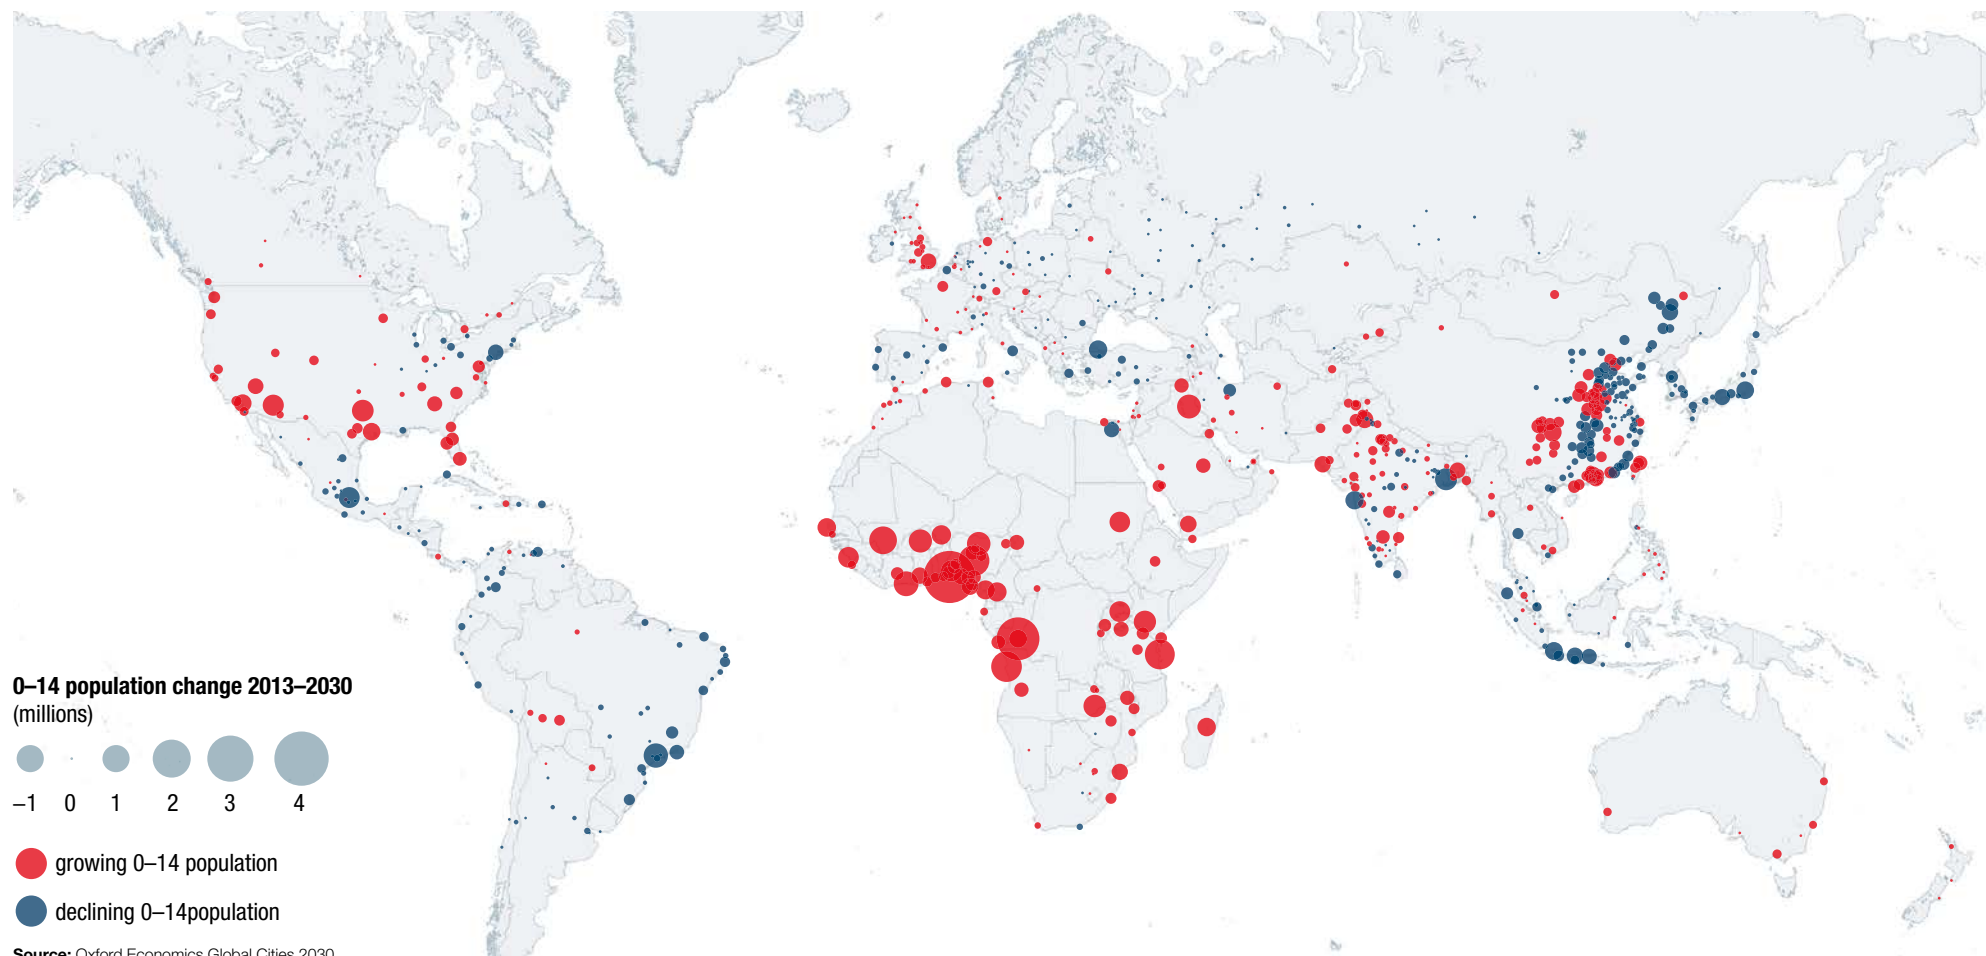 0–14 population change 2013–2030
(millions)
–1 0 1 2 3 4
growing 0–14 population
declining 0–14population
Source: Oxford Economics Global Cities 2030